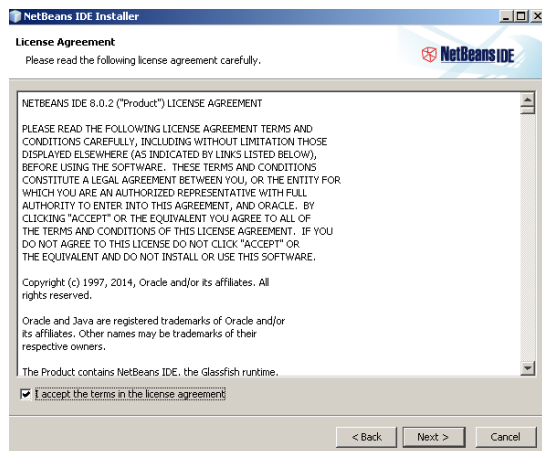 NetBeans IDE Installer
License Agreement
Please read the following license agreement carefully.
NetBeans IDE
NETBEANS IDE 8.0.2 ("Product") LICENSE AGREEMENT
PLEASE READ THE FOLLOWING LICENSE AGREEMENT TERMS AND
CONDITIONS CAREFULLY, INCLUDING WITHOUT LIMITATION THOSE
DISPLAYED ELSEWHERE (AS INDICATED BY LINKS LISTED BELOW),
BEFORE USING THE SOFTWARE. THESE TERMS AND CONDITIONS
CONSTITUTE A LEGAL AGREEMENT BETWEEN YOU, OR THE ENTITY FOR
WHICH YOU ARE AN AUTHORIZED REPRESENTATIVE WITH FULL
AUTHORITY TO ENTER INTO THIS AGREEMENT, AND ORACLE. BY
CLICKING "ACCEPT" OR THE EQUIVALENT YOU AGREE TO ALL OF
THE TERMS AND CONDITIONS OF THIS LICENSE AGREEMENT. IF YOU
DO NOT AGREE TO THIS LICENSE DO NOT CLICK "ACCEPT" OR
THE EQUIVALENT AND DO NOT INSTALL OR USE THIS SOFTWARE.
Copyright (c) 1997, 2014, Oracle and/or its affiliates. All
rights reserved.
Oracle and Java are registered trademarks of Oracle and/or
its affiliates. Other names may be trademarks of their
respective owners.
The Product contains NetBeans IDE, the Glassfish runtime,
I accept the terms in the license agreement
< Back
Next >
Cancel